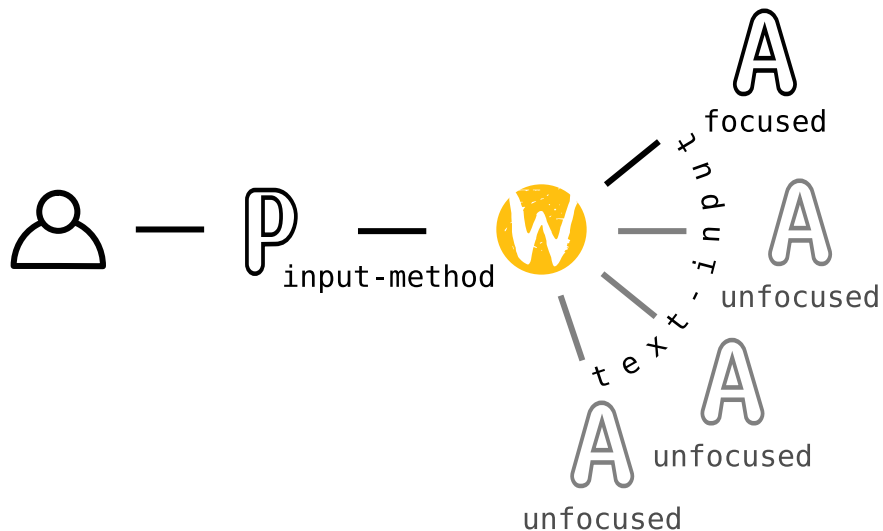 A
focused
P
input-method
W
text-input
A
unfocused
A
unfocused
A
unfocused